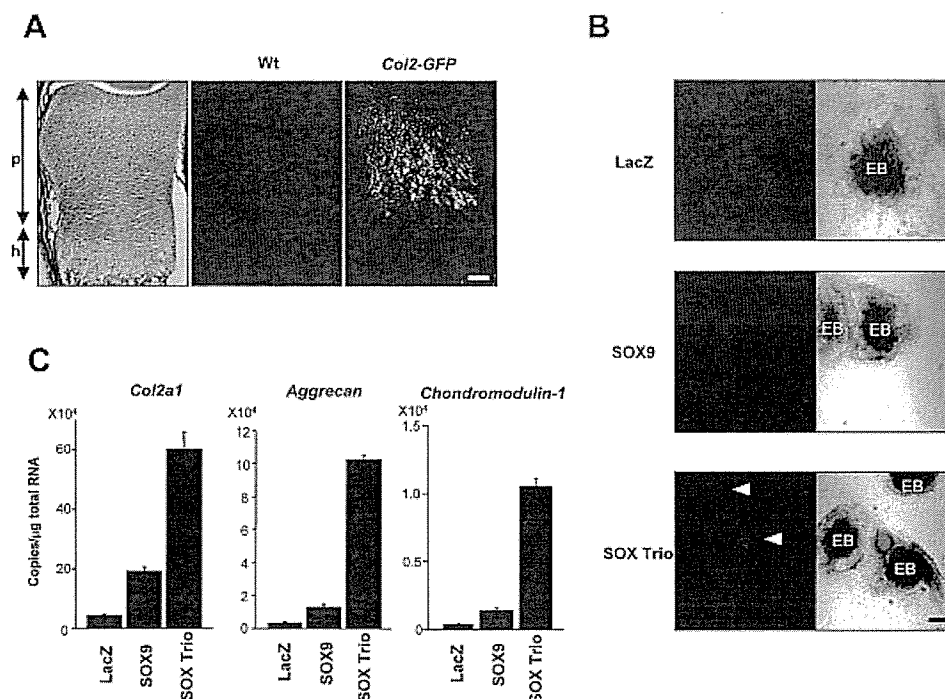 A
Wt
Col2-GFP
p
h
B
LacZ
EB
SOX9
EB
EB
SOX Trio
EB
EB
EB
C
Col2a1
Aggrecan
Chondromodulin-1
X10⁴
X10⁴
X10⁴
Copies/μg total RNA
60
40
20
0
12
10
8
6
4
2
0
1.5
1.0
0.5
0
LacZ
SOX9
SOX Trio
LacZ
SOX9
SOX Trio
LacZ
SOX9
SOX Trio